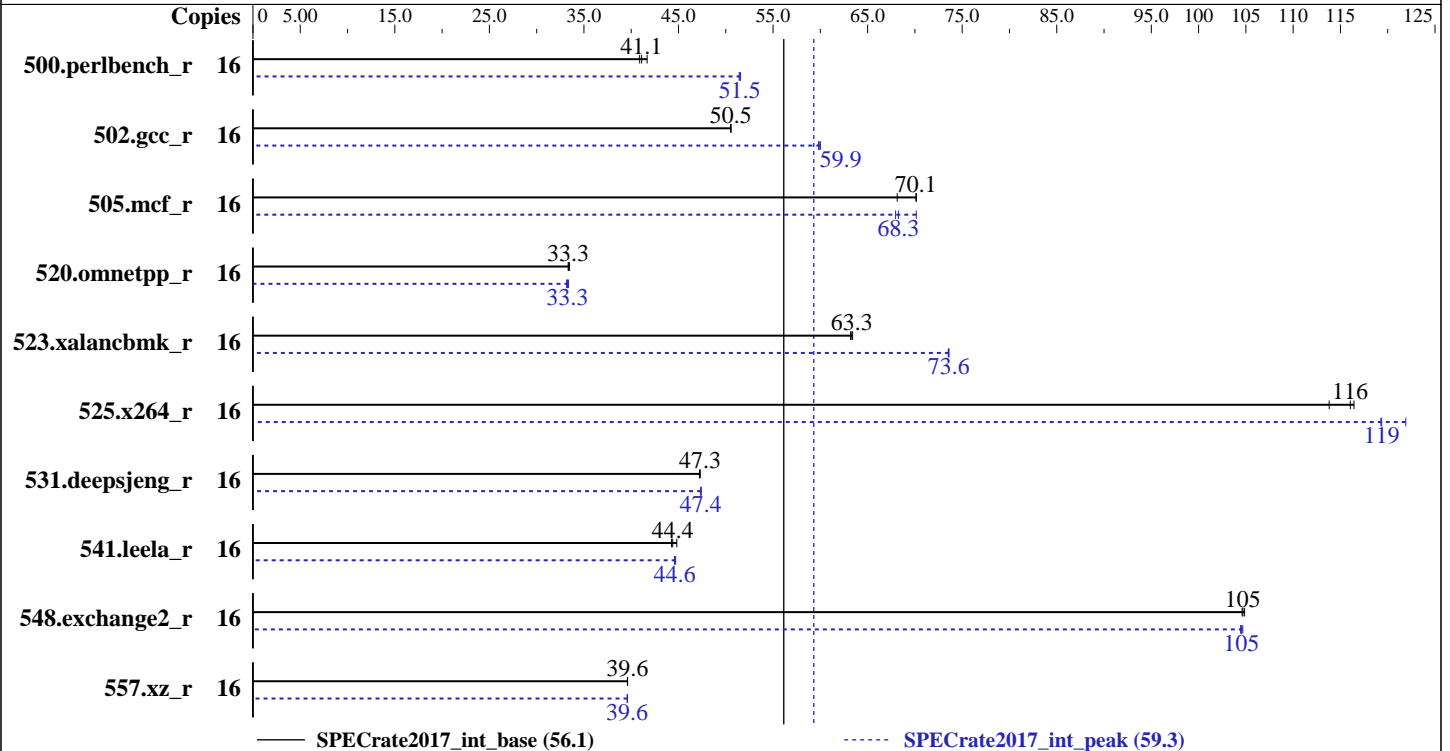 Copies 0 5.00 15.0 25.0 35.0 45.0 55.0 65.0 75.0 85.0 95.0 100 105 110 115 125
41.1
500.perlbench_r 16
51.5
50.5
502.gcc_r 16
59.9
70.1
505.mcf_r 16
68.3
33.3
520.omnetpp_r 16
33.3
63.3
523.xalancbmk_r 16
73.6
116
525.x264_r 16
119
47.3
531.deepsjeng_r 16
47.4
44.4
541.leela_r 16
44.6
105
548.exchange2_r 16
105
39.6
557.xz_r 16
39.6
SPECrate2017_int_base (56.1) SPECrate2017_int_peak (59.3)